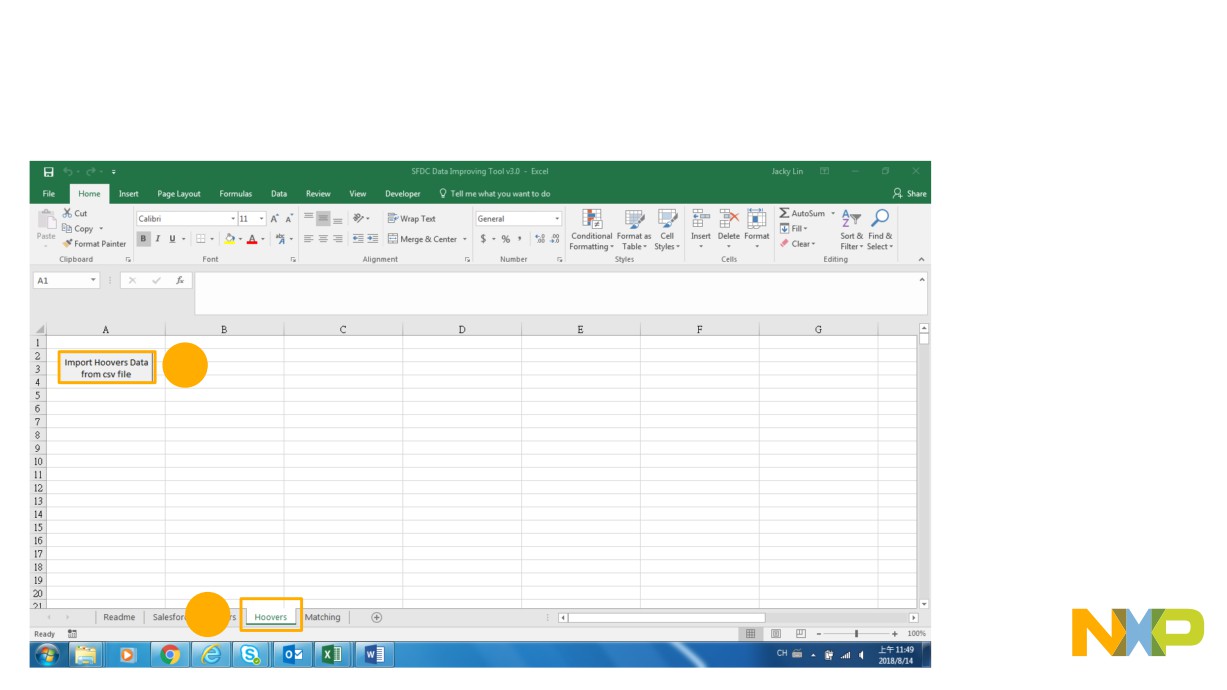 SFDC Data Improving Tool v3.0 - Excel
Jacky Lin
File Home Insert Page Layout Formulas Data Review View Developer Tell me what you want to do Share
Paste
Cut
Copy
Format Painter
Clipboard
Calibri 11
B I U
Font
Wrap Text
Merge & Center
Alignment
General
$ % ,
Number
Conditional Formatting
Format as Table
Cell Styles
Styles
Insert Delete Format
Cells
AutoSum
Fill
Clear
Sort & Filter
Find & Select
Editing
A1 fx
A B C D E F G
1
2
3
4
5
6
7
8
9
10
11
12
13
14
15
16
17
18
19
20
21
Import Hoovers Data
from csv file
Readme Hoovers Matching
Ready 100%
CH 上午 11:49
2018/8/14
NXP